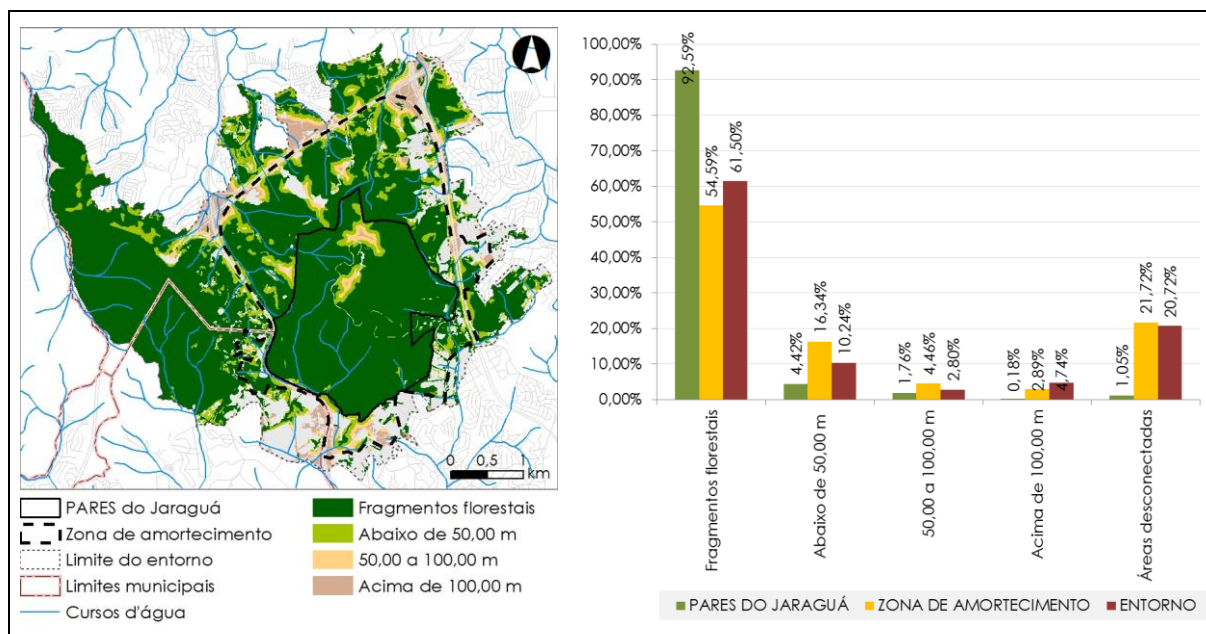 0 0,5 1
km
PARES do Jaraguá
Zona de amortecimento
Limite do entorno
Limites municipais
Cursos d'água
Fragmentos florestais
Abaixo de 50,00 m
50,00 a 100,00 m
Acima de 100,00 m
100,00%
90,00%
80,00%
70,00%
60,00%
50,00%
40,00%
30,00%
20,00%
10,00%
0,00%
92,59%
54,59%
61,50%
4,42%
16,34%
10,24%
1,76%
4,46%
2,80%
0,18%
2,89%
4,74%
1,05%
21,72%
20,72%
Fragmentos florestais
Abaixo de 50,00 m
50,00 a 100,00 m
Acima de 100,00 m
Áreas desconectadas
PARES DO JARAGUÁ ZONA DE AMORTECIMENTO ENTORNO